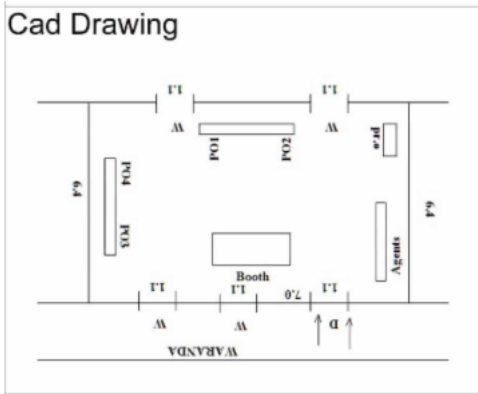 Cad Drawing
1.1 1.1
W W
PO1 PO2 pr.o
6.4 PO4 6.4
PO3 Agents
Booth
1.1 1.1 7.0 1.1
W W D
WARANDA